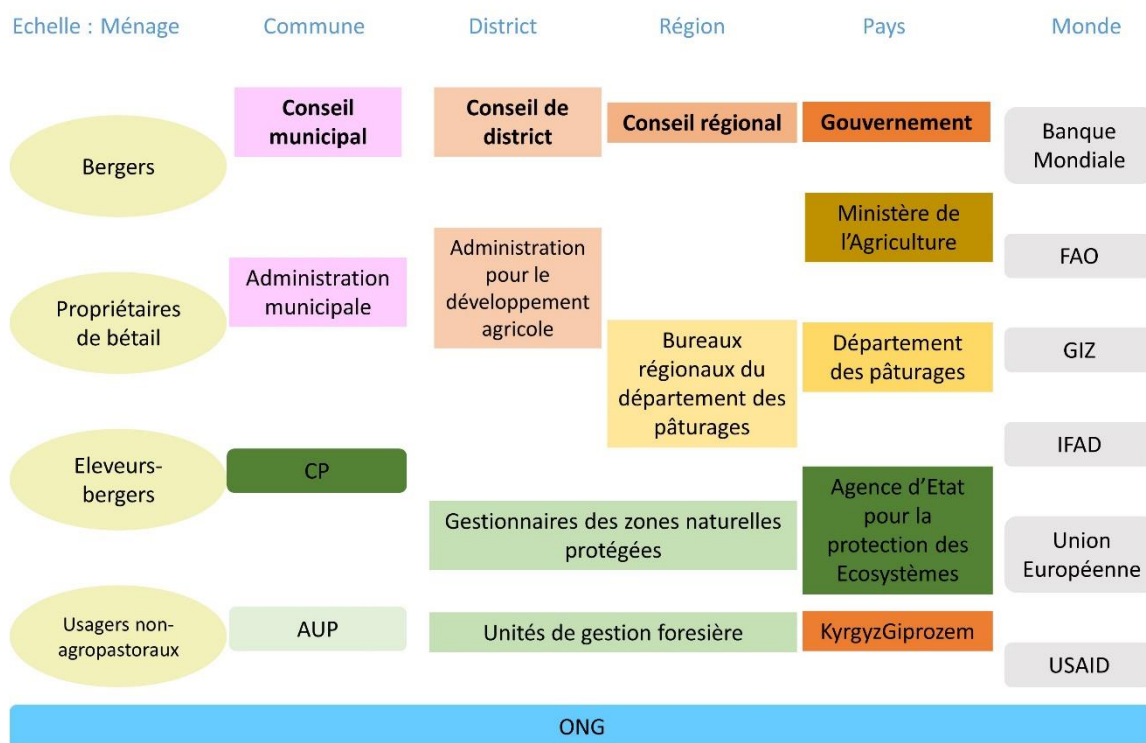 Echelle : Ménage
Commune
District
Région
Pays
Monde
Bergers
Propriétaires
de bétail
Eleveurs-
bergers
Usagers non-
agropastoraux
Conseil
municipal
Administration
municipale
CP
AUP
Conseil de
district
Administration
pour le
développement
agricole
Conseil régional
Bureaux
régionaux du
département des
pâturages
Gestionnaires des zones naturelles
protégées
Unités de gestion foresière
Gouvernement
Ministère de
l’Agriculture
Département
des pâturages
Agence d’Etat
pour la
protection des
Ecosystèmes
KyrgyzGiprozem
Banque
Mondiale
FAO
GIZ
IFAD
Union
Européenne
USAID
ONG